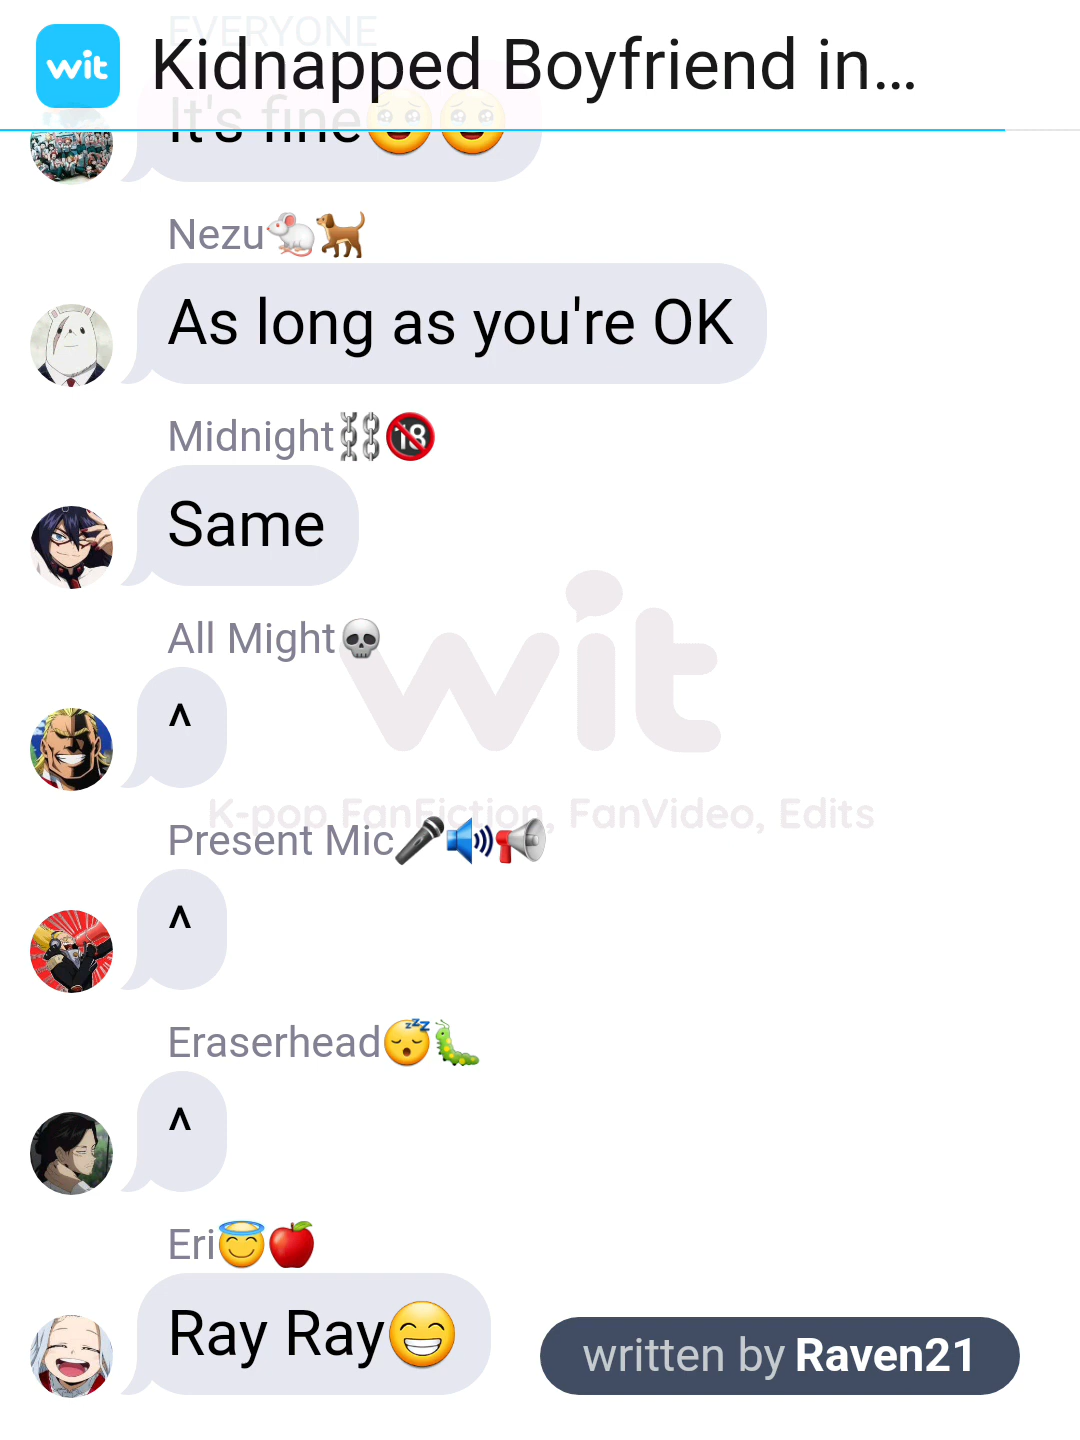 EVERYONE
wit Kidnapped Boyfriend in...
It's fine🥺🥺
Nezu🐁🐕
As long as you're OK
Midnight⛓🔞
Same
All Might💀
^
wit
K-pop FanFiction, FanVideo, Edits
Present Mic🎤🔊📢
^
Eraserhead😴🐛
^
Eri😇🍎
Ray Ray😁
written by Raven21